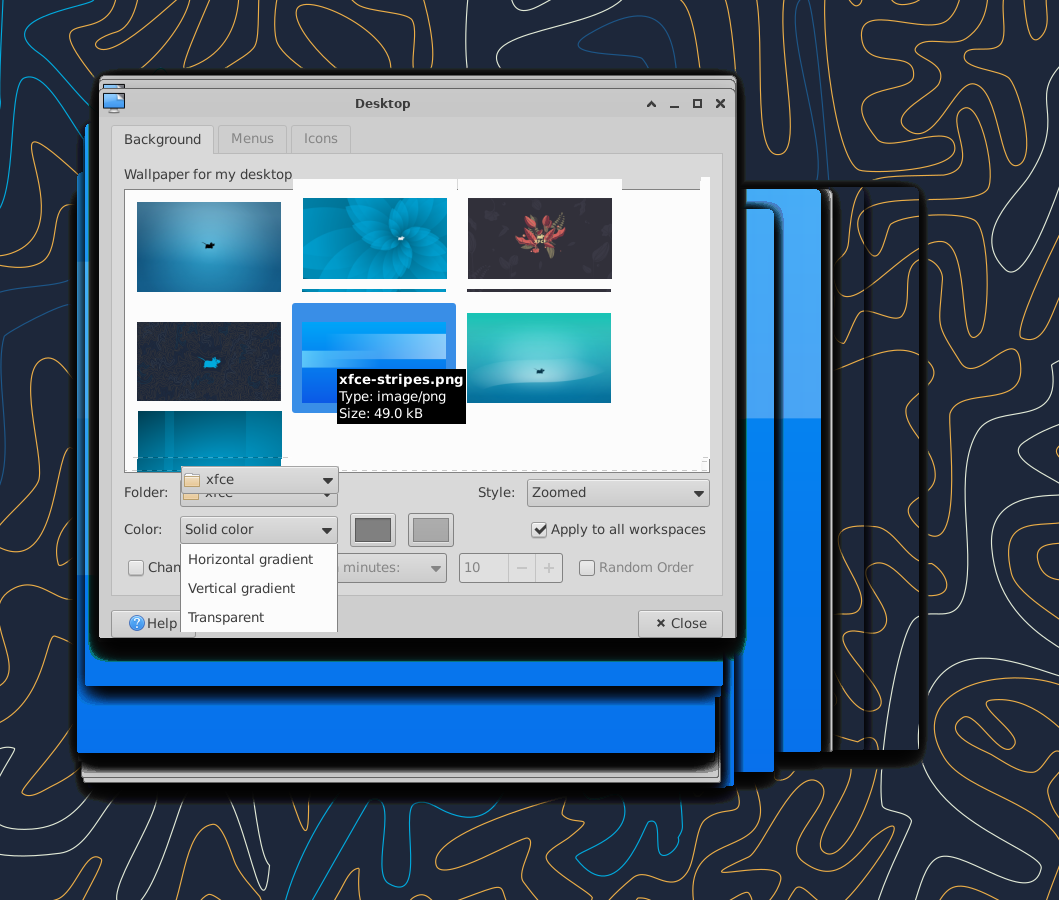 Desktop
Background Menus Icons
Wallpaper for my desktop
xfce-stripes.png
Type: image/png
Size: 49.0 kB
xfce
Folder: xfce Style: Zoomed
Color: Solid color Apply to all workspaces
Horizontal gradient
Chan minutes: 10 Random Order
Vertical gradient
Transparent
Help Close